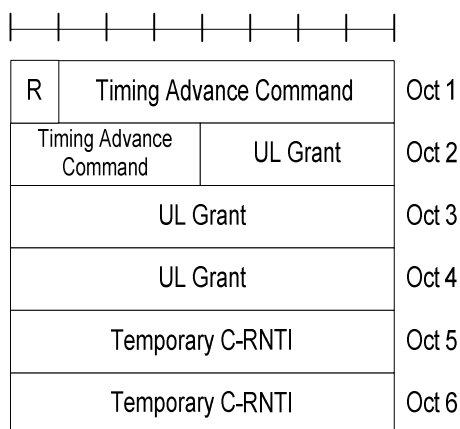 R Timing Advance Command Oct 1
Timing Advance
Command UL Grant Oct 2
UL Grant Oct 3
UL Grant Oct 4
Temporary C-RNTI Oct 5
Temporary C-RNTI Oct 6